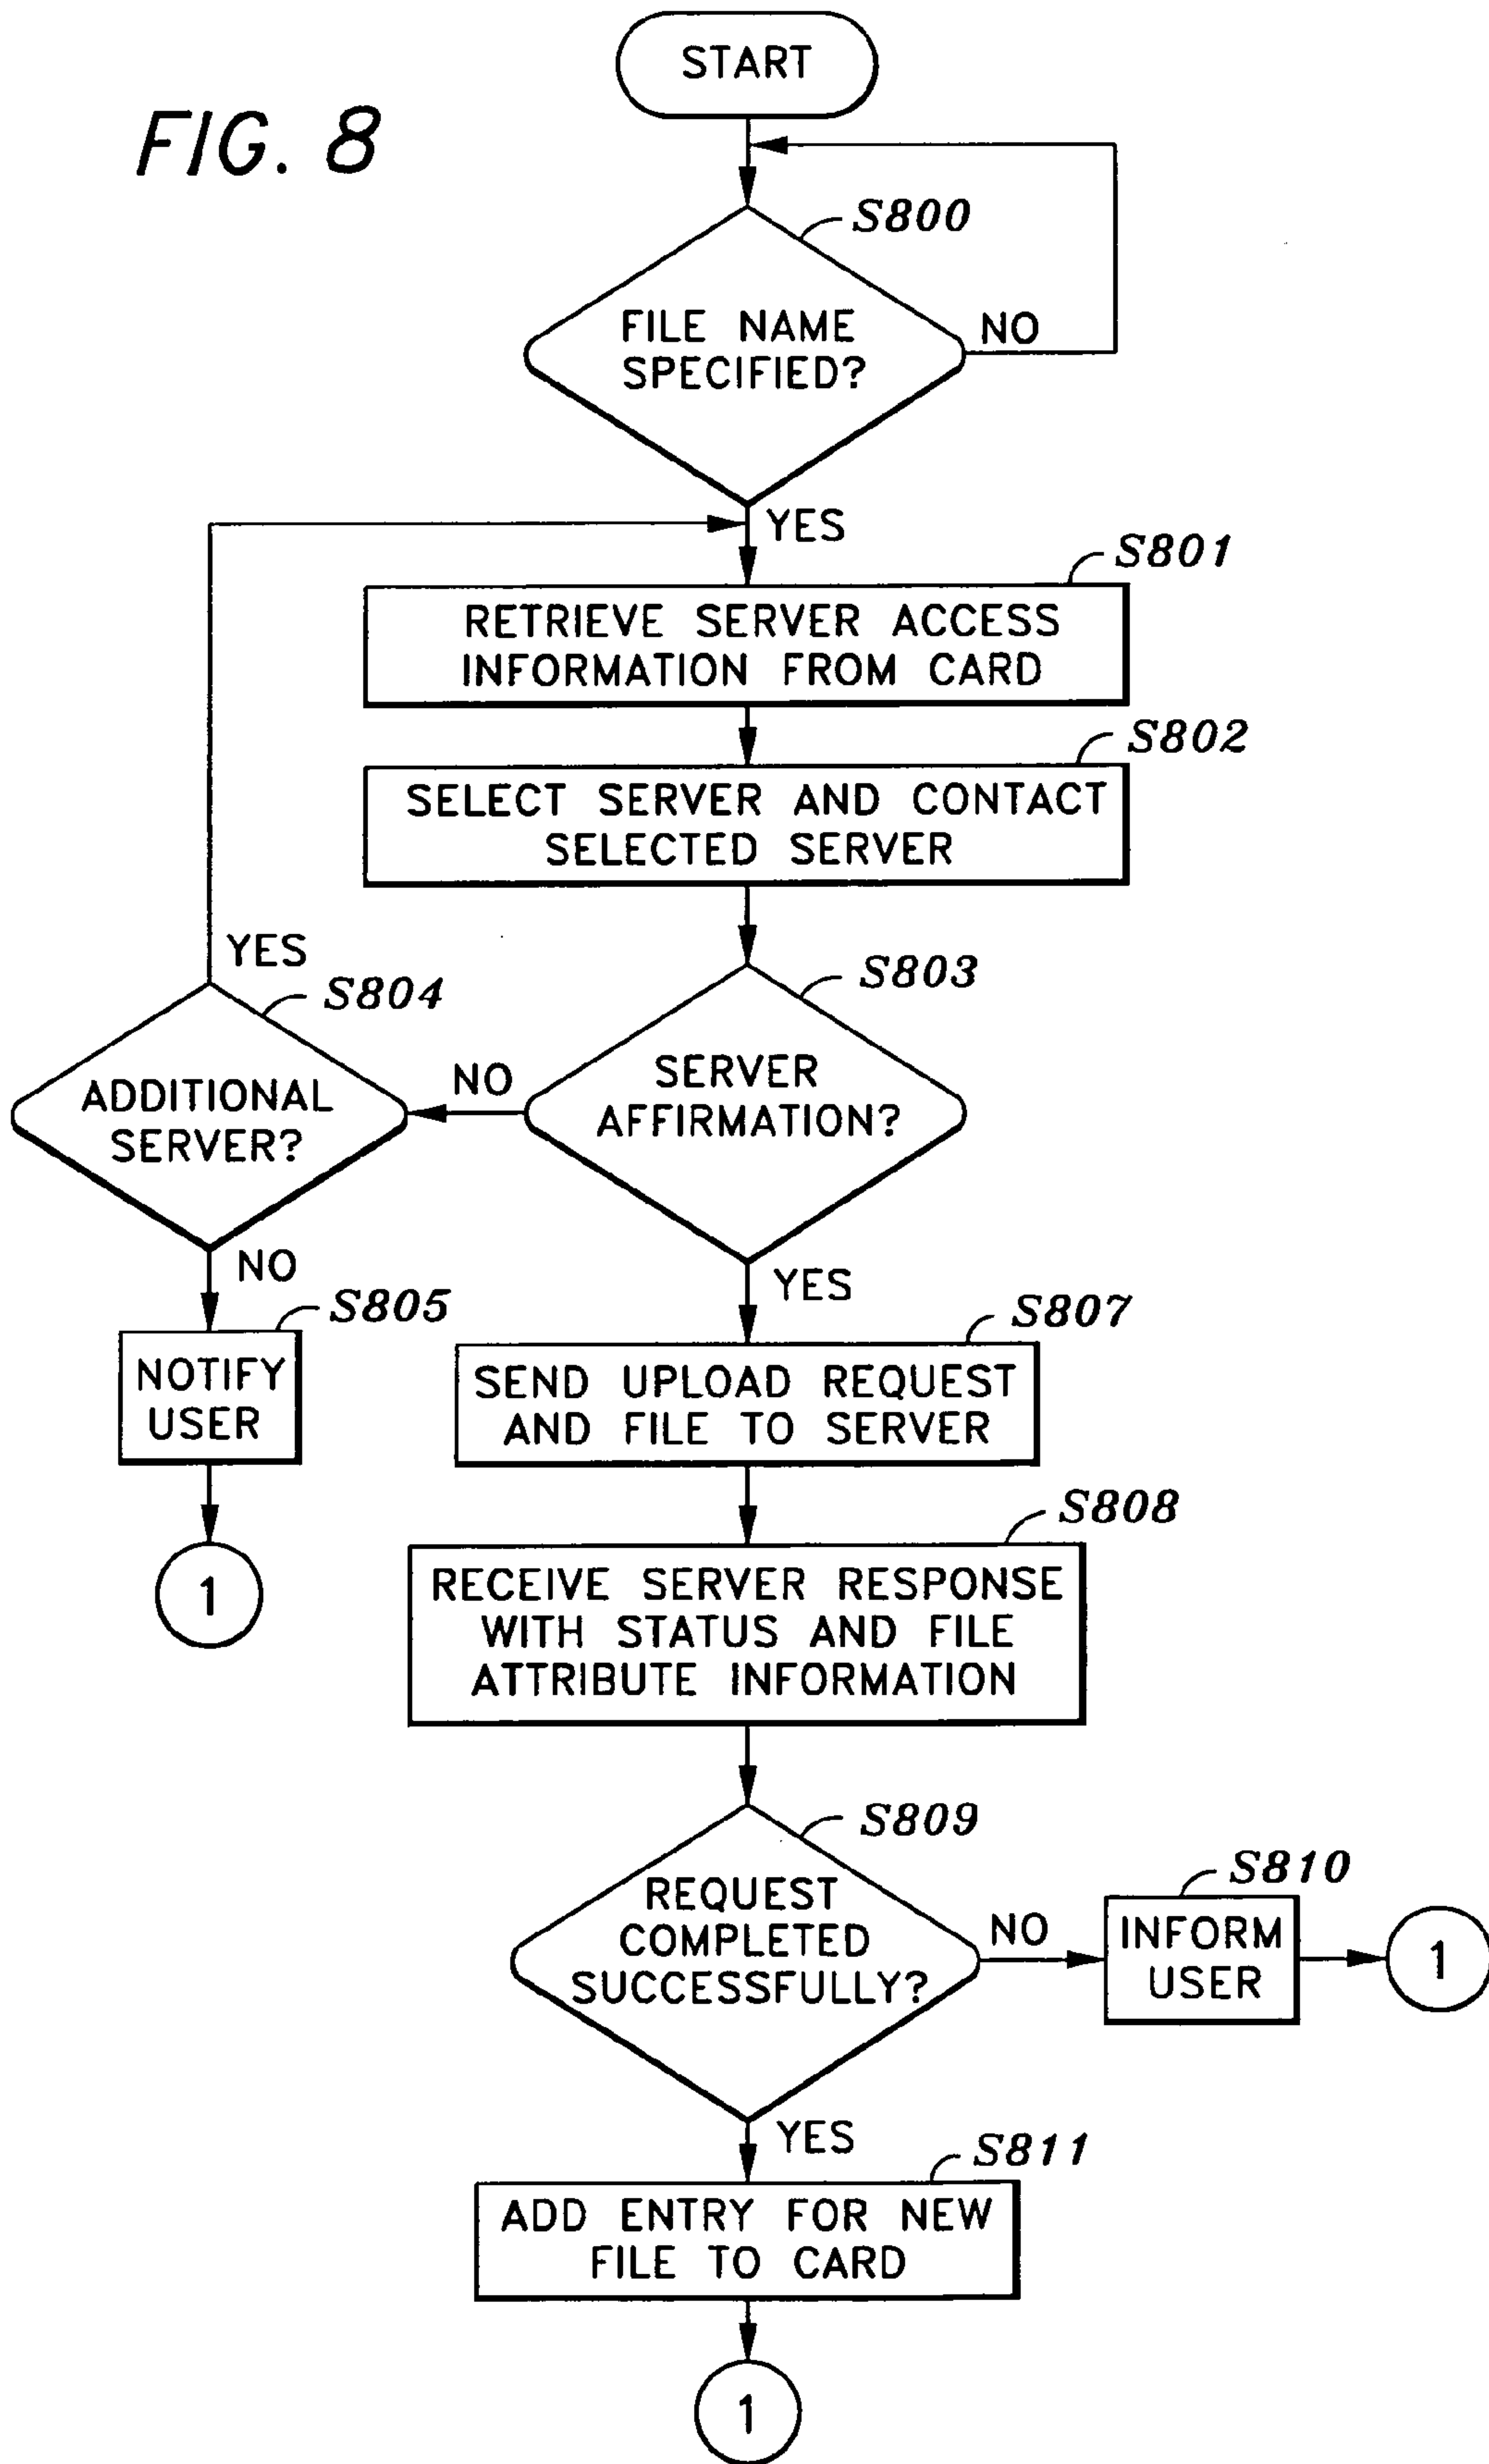 START
FIG. 8
S800
FILE NAME
SPECIFIED?
NO
YES
S801
RETRIEVE SERVER ACCESS
INFORMATION FROM CARD
S802
SELECT SERVER AND CONTACT
SELECTED SERVER
YES
S804
ADDITIONAL
SERVER?
NO
S803
SERVER
AFFIRMATION?
NO
S805
NOTIFY
USER
1
YES
S807
SEND UPLOAD REQUEST
AND FILE TO SERVER
S808
RECEIVE SERVER RESPONSE
WITH STATUS AND FILE
ATTRIBUTE INFORMATION
S809
REQUEST
COMPLETED
SUCCESSFULLY?
NO
S810
INFORM
USER
1
YES
S811
ADD ENTRY FOR NEW
FILE TO CARD
1